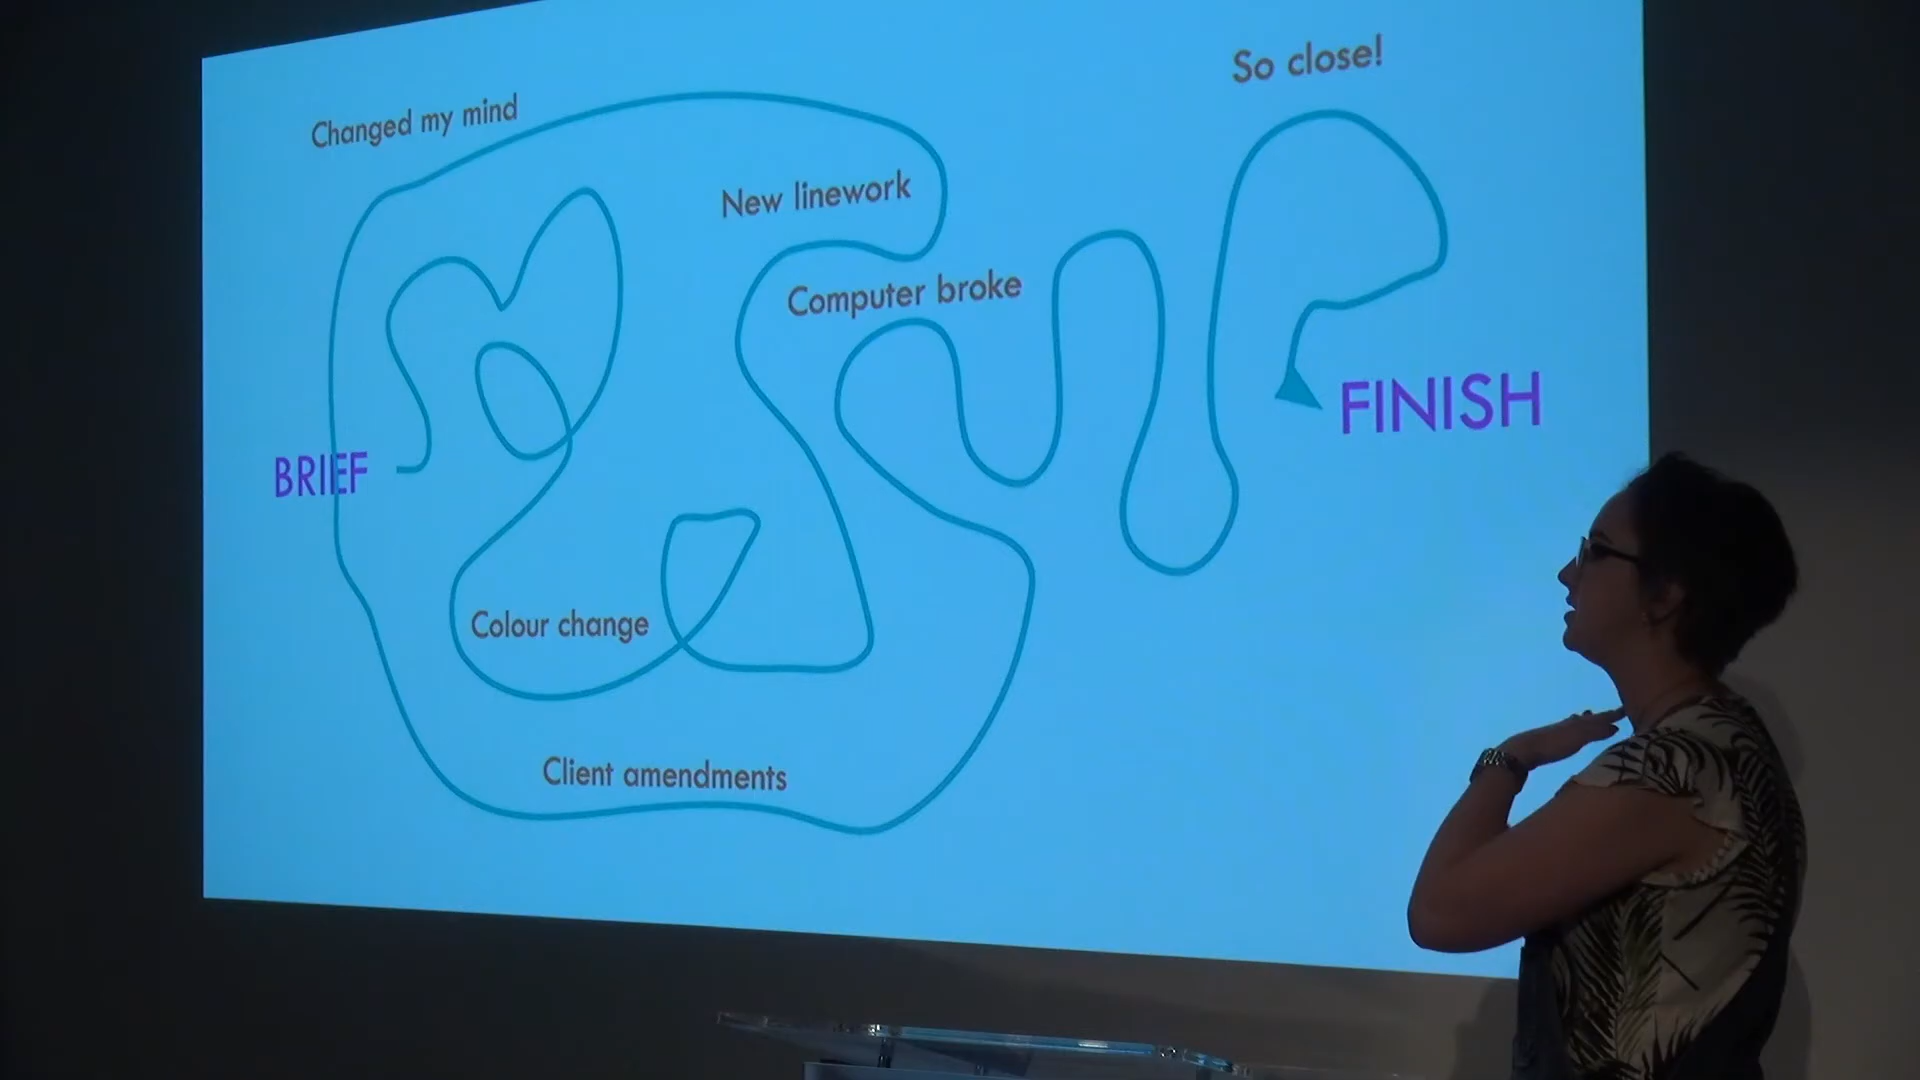 So close!
Changed my mind
New linework
Computer broke
FINISH
BRIEF
Colour change
Client amendments